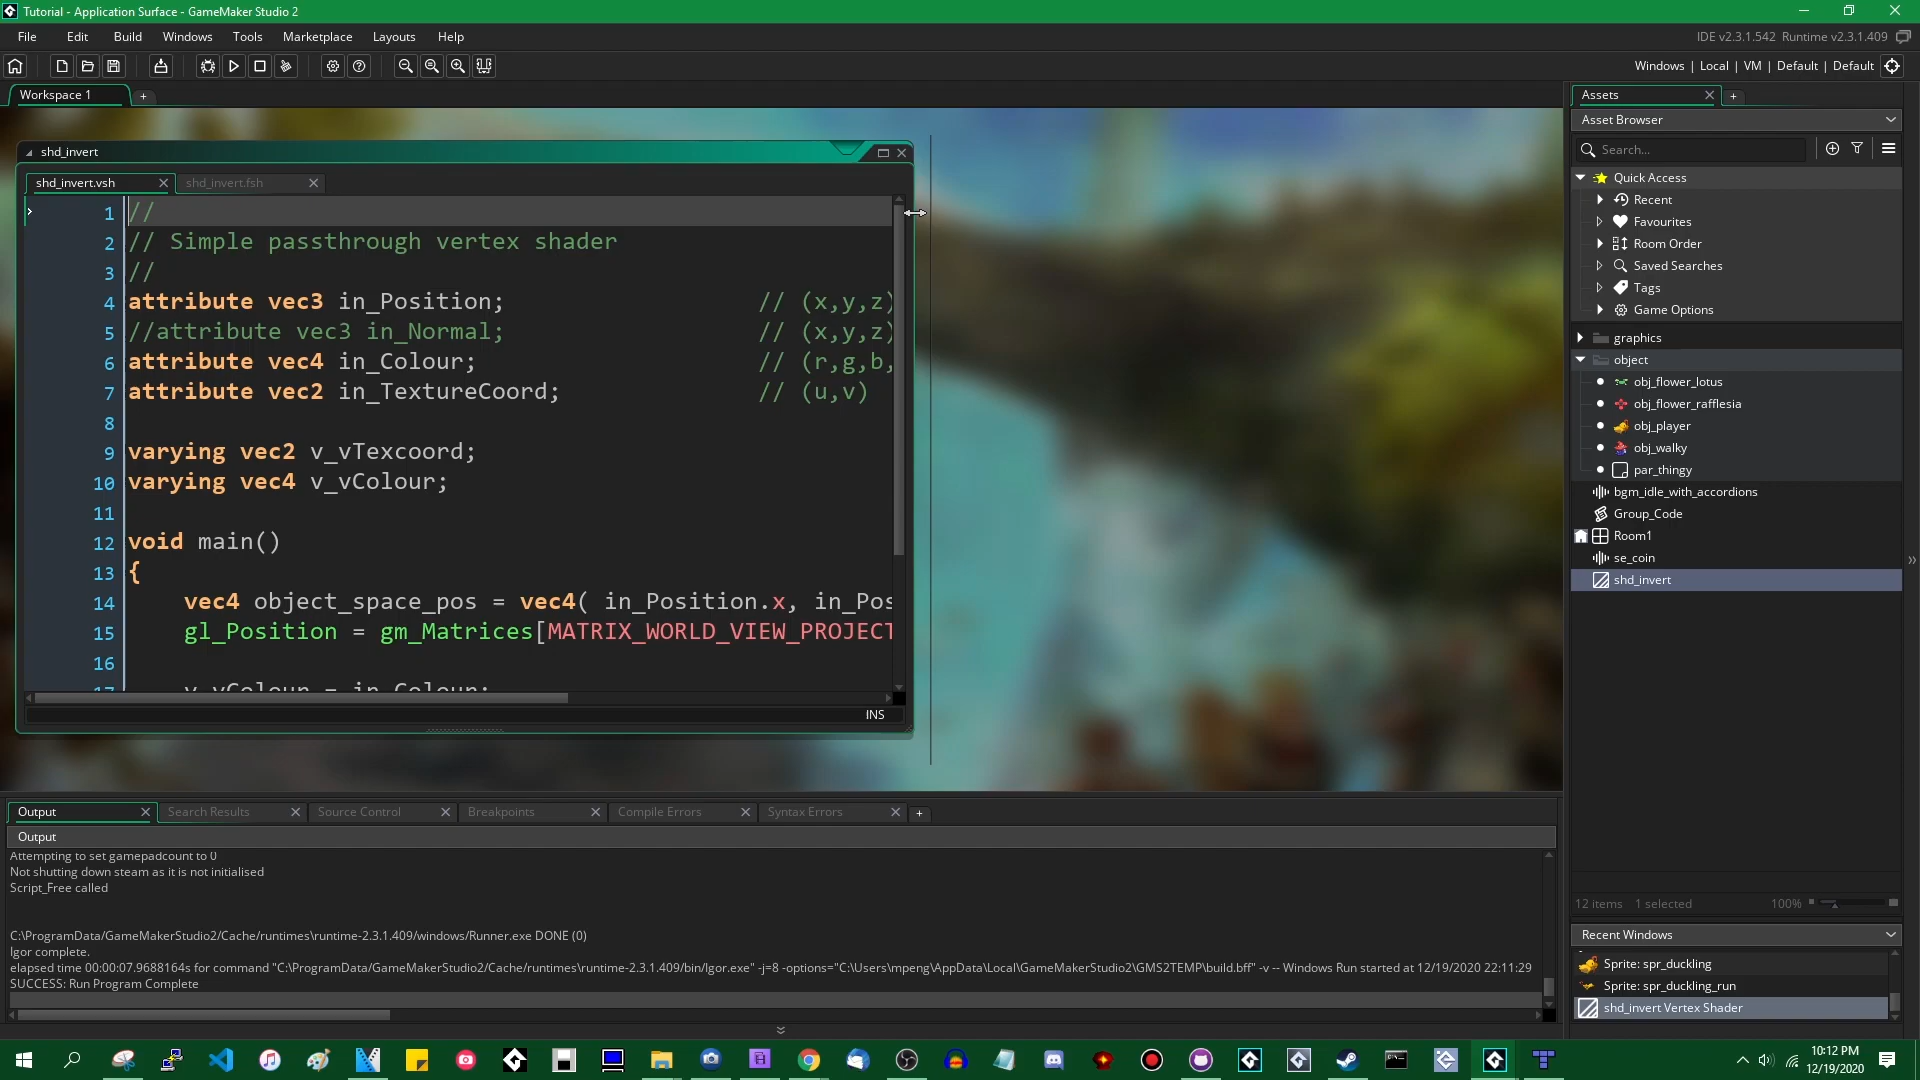 Tutorial - Application Surface - GameMaker Studio 2
File Edit Build Windows Tools Marketplace Layouts Help
IDE v2.3.1.542 Runtime v2.3.1.409
Windows | Local | VM | Default | Default
Workspace 1
shd_invert
shd_invert.vsh shd_invert.fsh
1 //
2 // Simple passthrough vertex shader
3 //
4 attribute vec3 in_Position; // (x,y,z)
5 //attribute vec3 in_Normal; // (x,y,z)
6 attribute vec4 in_Colour; // (r,g,b,
7 attribute vec2 in_TextureCoord; // (u,v)
8
9 varying vec2 v_vTexcoord;
10 varying vec4 v_vColour;
11
12 void main()
13 {
14 vec4 object_space_pos = vec4( in_Position.x, in_Pos
15 gl_Position = gm_Matrices[MATRIX_WORLD_VIEW_PROJECT
16
17 v_vColour = in_Colour;
INS
Assets
Asset Browser
Search...
Quick Access
Recent
Favourites
Room Order
Saved Searches
Tags
Game Options
graphics
object
obj_flower_lotus
obj_flower_rafflesia
obj_player
obj_walky
par_thingy
bgm_idle_with_accordions
Group_Code
Room1
se_coin
shd_invert
12 items 1 selected 100%
Recent Windows
Sprite: spr_duckling
Sprite: spr_duckling_run
shd_invert Vertex Shader
Output Search Results Source Control Breakpoints Compile Errors Syntax Errors
Output
Attempting to set gamepadcount to 0
Not shutting down steam as it is not initialised
Script_Free called
C:\ProgramData/GameMakerStudio2/Cache/runtimes\runtime-2.3.1.409/windows/Runner.exe DONE (0)
Igor complete.
elapsed time 00:00:07.9688164s for command "C:\ProgramData/GameMakerStudio2/Cache/runtimes\runtime-2.3.1.409/bin/Igor.exe" -j=8 -options="C:\Users\mpeng\AppData\Local\GameMakerStudio2\GMS2TEMP\build.bff" -v -- Windows Run started at 12/19/2020 22:11:29
SUCCESS: Run Program Complete
10:12 PM
12/19/2020